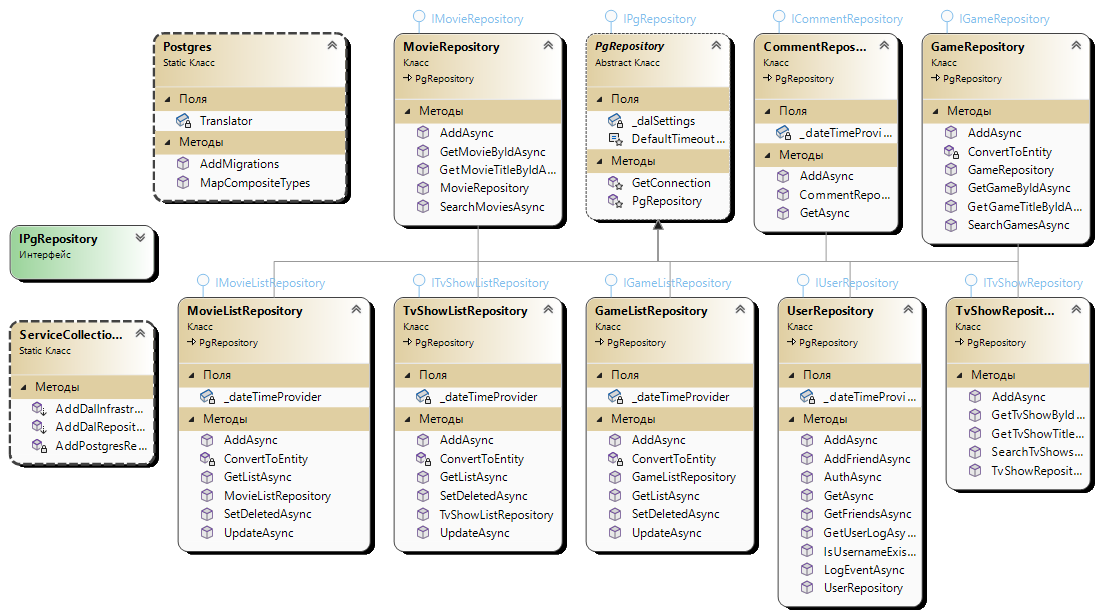 Postgres
Static Класс
Поля
Translator
Методы
AddMigrations
MapCompositeTypes
IMovieRepository
MovieRepository
Класс
PgRepository
Методы
AddAsync
GetMovieByIdAsync
GetMovieTitleByIdA...
MovieRepository
SearchMoviesAsync
IPgRepository
PgRepository
Abstract Класс
Поля
_dalSettings
DefaultTimeout...
Методы
GetConnection
PgRepository
ICommentRepository
CommentRepos...
Класс
PgRepository
Поля
_dateTimeProvi...
Методы
AddAsync
CommentRepo...
GetAsync
IGameRepository
GameRepository
Класс
PgRepository
Методы
AddAsync
ConvertToEntity
GameRepository
GetGameByIdAsync
GetGameTitleByIdA...
SearchGamesAsync
IPgRepository
Интерфейс
ServiceCollectio...
Static Класс
Методы
AddDalInfrastr...
AddDalReposit...
AddPostgresRe...
IMovieListRepository
MovieListRepository
Класс
PgRepository
Поля
_dateTimeProvider
Методы
AddAsync
ConvertToEntity
GetListAsync
MovieListRepository
SetDeletedAsync
UpdateAsync
ITvShowListRepository
TvShowListRepository
Класс
PgRepository
Поля
_dateTimeProvider
Методы
AddAsync
ConvertToEntity
GetListAsync
SetDeletedAsync
TvShowListRepository
UpdateAsync
IGameListRepository
GameListRepository
Класс
PgRepository
Поля
_dateTimeProvider
Методы
AddAsync
ConvertToEntity
GameListRepository
GetListAsync
SetDeletedAsync
UpdateAsync
IUserRepository
UserRepository
Класс
PgRepository
Поля
_dateTimeProvi...
Методы
AddAsync
AddFriendAsync
AuthAsync
GetAsync
GetFriendsAsync
GetUserLogAsy...
IsUsernameExis...
LogEventAsync
UserRepository
ITvShowRepository
TvShowReposit...
Класс
PgRepository
Методы
AddAsync
GetTvShowById...
GetTvShowTitle...
SearchTvShows...
TvShowReposit...